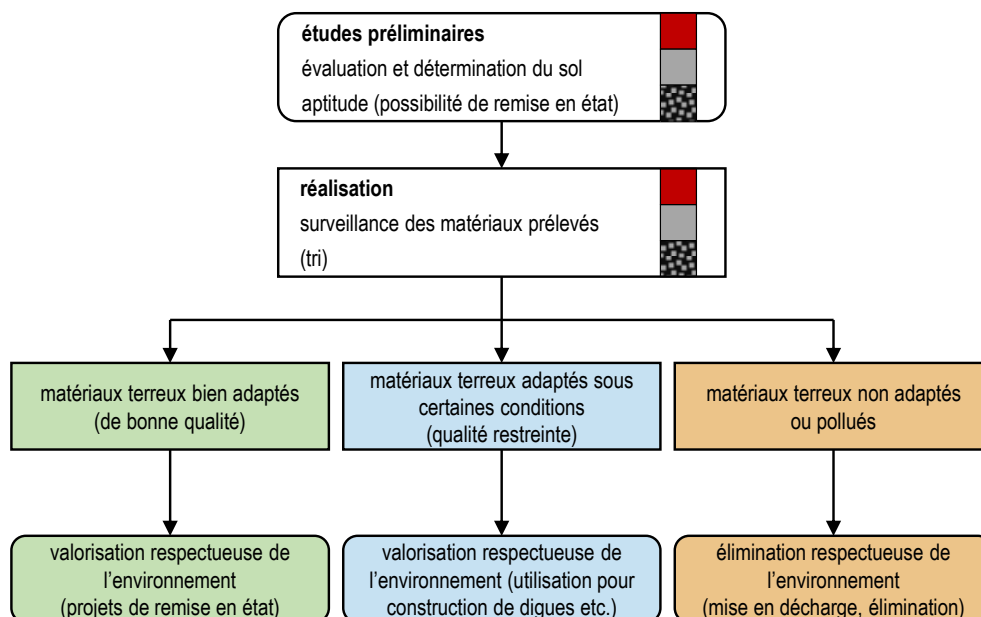 études préliminaires
évaluation et détermination du sol
aptitude (possibilité de remise en état)
réalisation
surveillance des matériaux prélevés
(tri)
matériaux terreux bien adaptés
(de bonne qualité)
matériaux terreux adaptés sous
certaines conditions
(qualité restreinte)
matériaux terreux non adaptés
ou pollués
valorisation respectueuse de
l’environnement
(projets de remise en état)
valorisation respectueuse de
l’environnement (utilisation pour
construction de digues etc.)
élimination respectueuse de
l’environnement
(mise en décharge, élimination)